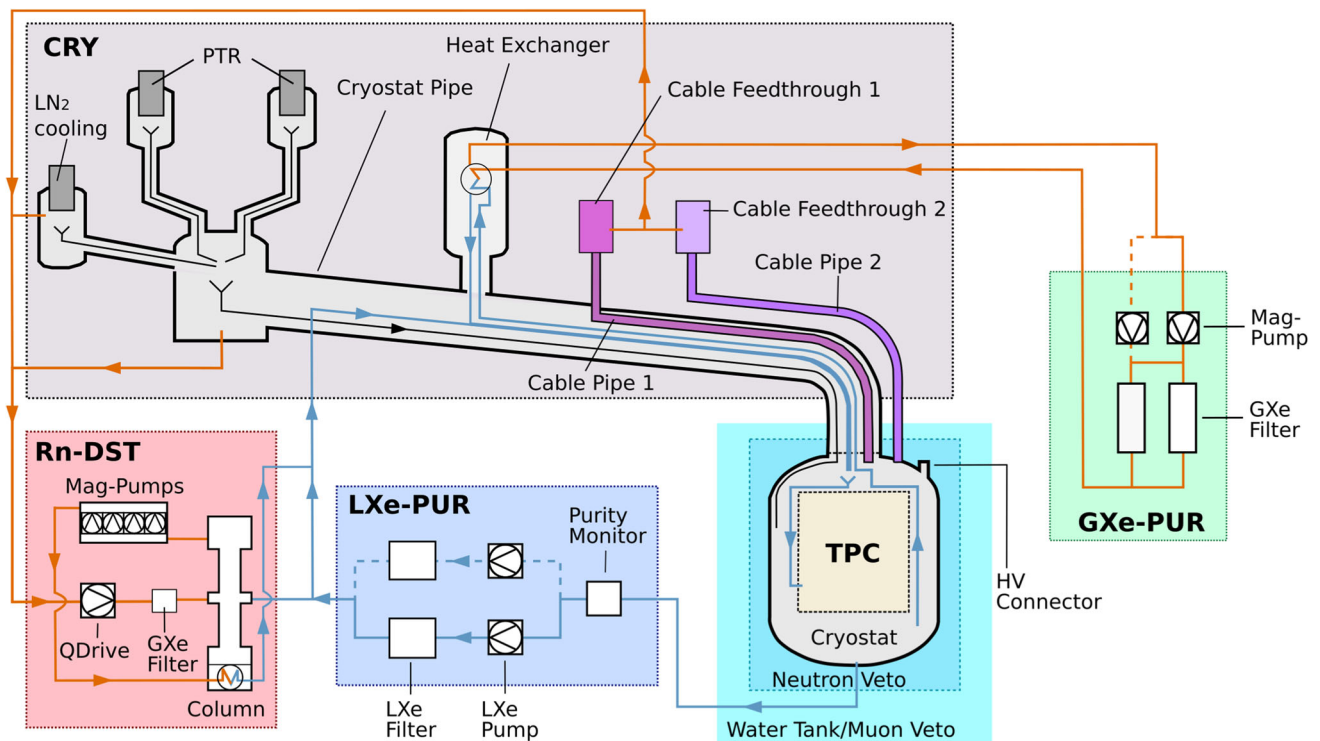 CRY
PTR
Heat Exchanger
Cryostat Pipe
Cable Feedthrough 1
LN2
cooling
Cable Feedthrough 2
Cable Pipe 2
Cable Pipe 1
Mag-
Pump
GXe
Filter
GXe-PUR
Rn-DST
Mag-Pumps
QDrive
GXe
Filter
Column
LXe-PUR
Purity
Monitor
LXe
Filter
LXe
Pump
TPC
Cryostat
Neutron Veto
Water Tank/Muon Veto
HV
Connector